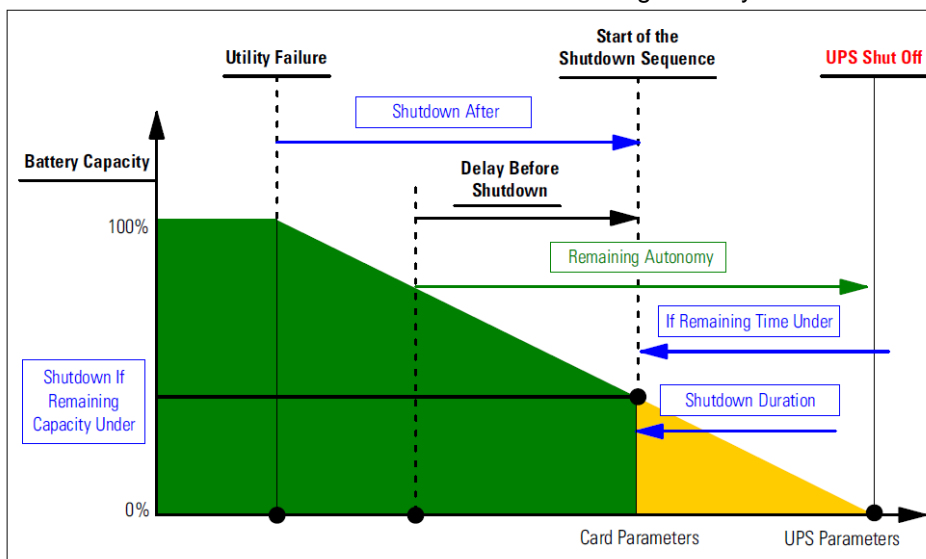 Utility Failure
Start of the
Shutdown Sequence
UPS Shut Off
Shutdown After
Battery Capacity
Delay Before
Shutdown
100%
Remaining Autonomy
If Remaining Time Under
Shutdown If
Remaining
Capacity Under
Shutdown Duration
0%
Card Parameters
UPS Parameters